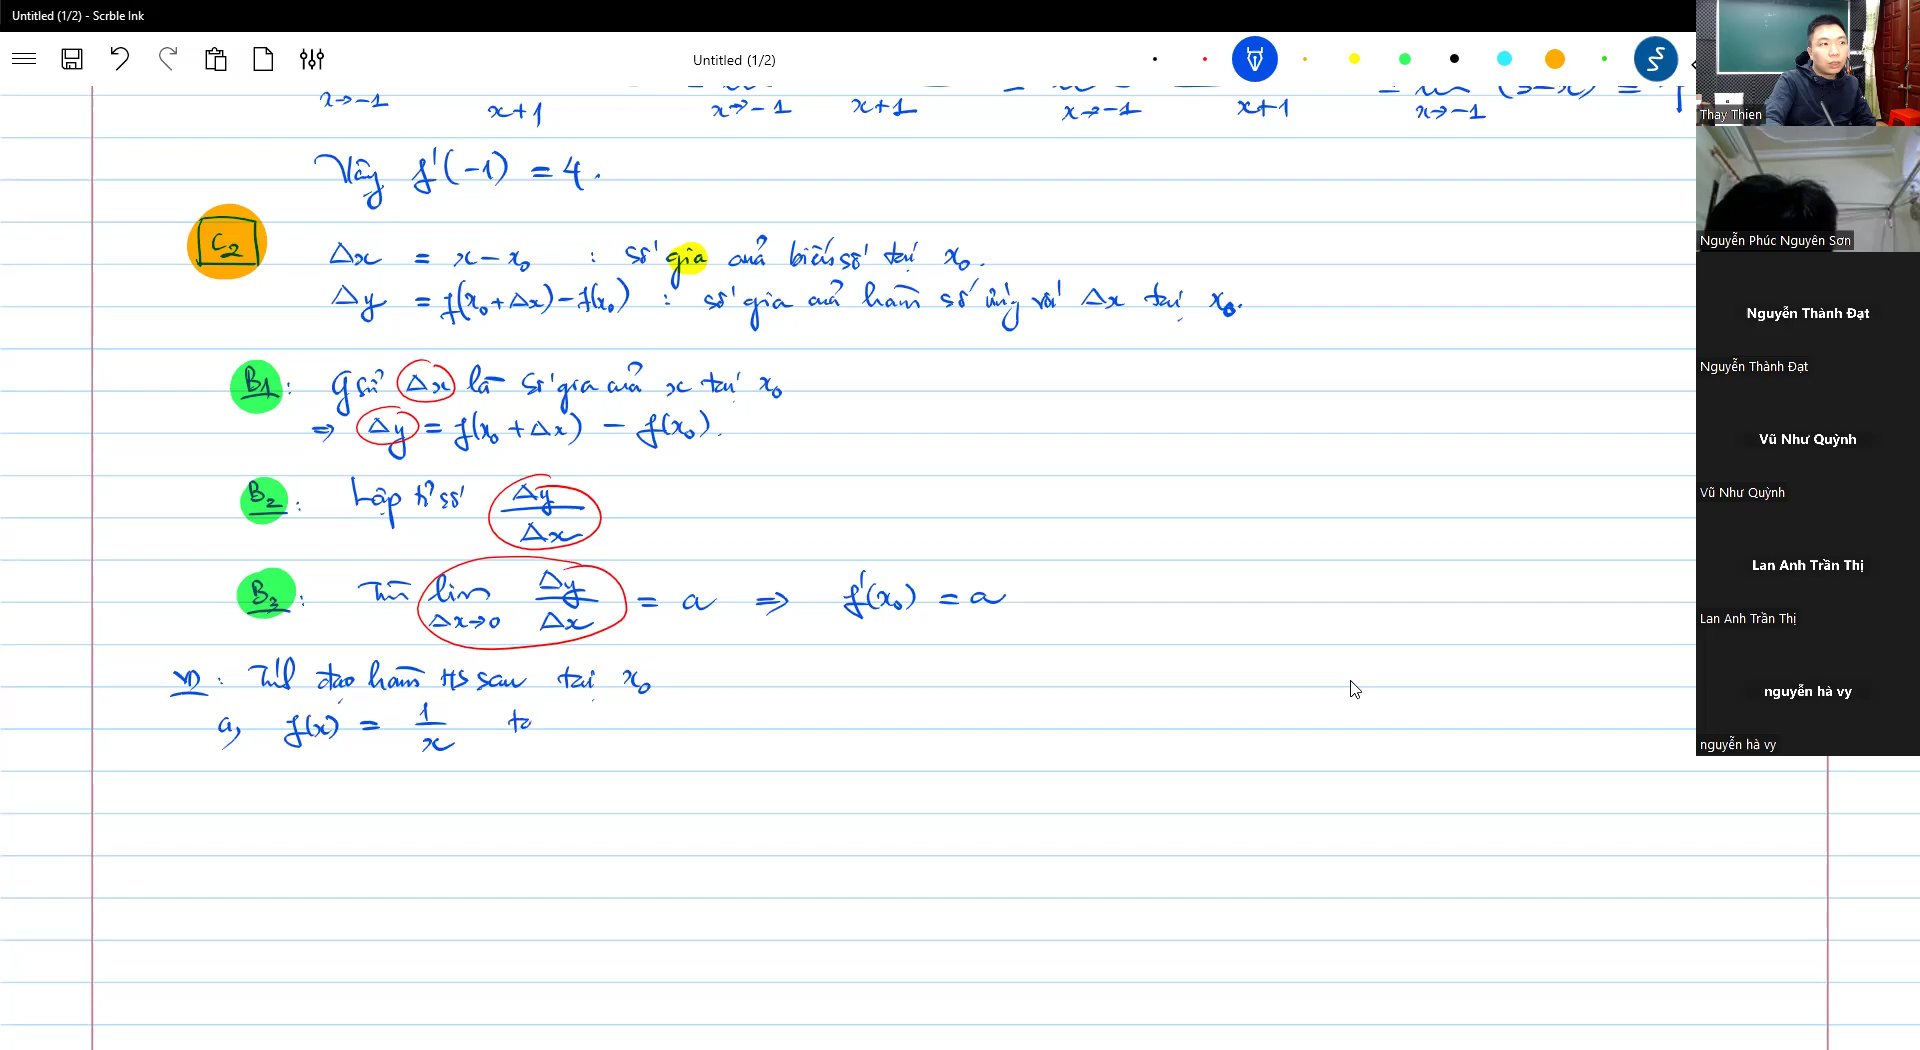 Untitled (1/2) - Scrble Ink
Untitled (1/2)
x→-1 x+1 x→-1 x+1 = x→-1 x+1 = x→-1 (3-x) = 4
Vậy f'(-1) = 4.
C2
Δx = x - x₀ : số gia của biến số tại x₀.
Δy = f(x₀+Δx) - f(x₀) : số gia của hàm số ứng với Δx tại x₀.
B1: Gsử Δx là số gia của x tại x₀
⇒ Δy = f(x₀ + Δx) - f(x₀).
B2: Lập tỉ số Δy/Δx
B3: Tìm lim Δx→0 Δy/Δx = a ⇒ f'(x₀) = a
VD: Tính đạo hàm HS sau tại x₀
a, f(x) = 1/x tạ
Thay Thien
Nguyễn Phúc Nguyên Sơn
Nguyễn Thành Đạt
Nguyễn Thành Đạt
Vũ Như Quỳnh
Vũ Như Quỳnh
Lan Anh Trần Thị
Lan Anh Trần Thị
nguyễn hà vy
nguyễn hà vy